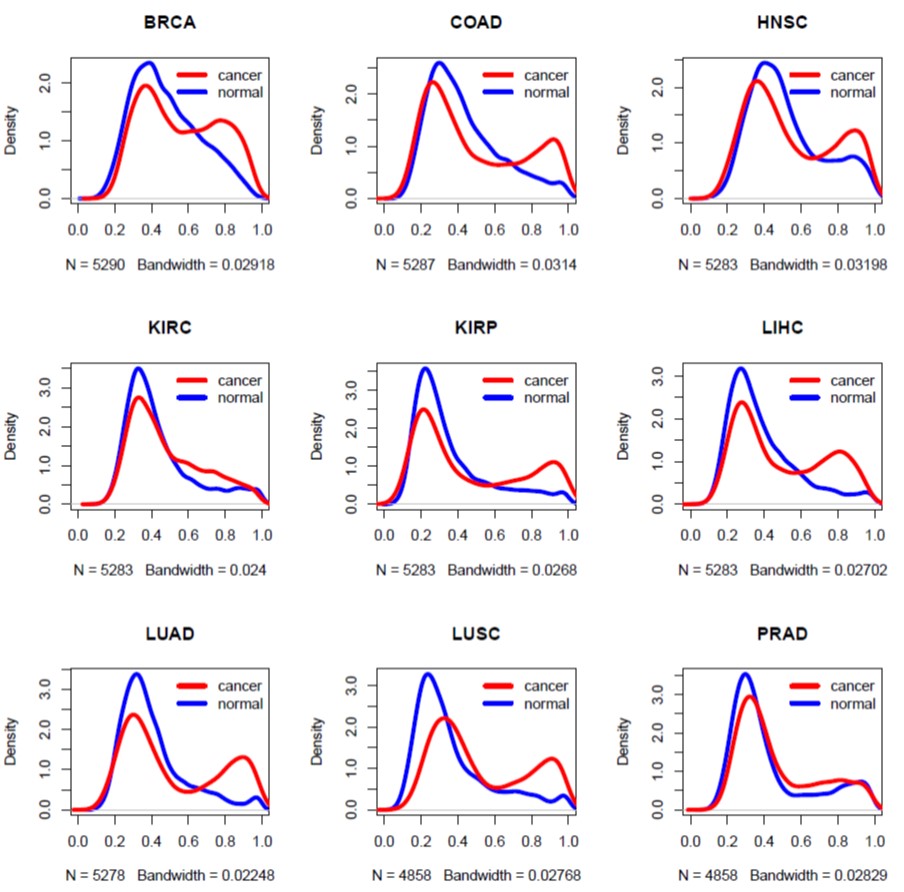 BRCA COAD HNSC
cancer cancer cancer
normal normal normal
Density Density Density
0.0 1.0 2.0 0.0 1.0 2.0 0.0 1.0 2.0
0.0 0.2 0.4 0.6 0.8 1.0 0.0 0.2 0.4 0.6 0.8 1.0 0.0 0.2 0.4 0.6 0.8 1.0
N = 5290 Bandwidth = 0.02918 N = 5287 Bandwidth = 0.0314 N = 5283 Bandwidth = 0.03198
KIRC KIRP LIHC
cancer cancer cancer
normal normal normal
Density Density Density
0.0 1.0 2.0 3.0 0.0 1.0 2.0 3.0 0.0 1.0 2.0 3.0
0.0 0.2 0.4 0.6 0.8 1.0 0.0 0.2 0.4 0.6 0.8 1.0 0.0 0.2 0.4 0.6 0.8 1.0
N = 5283 Bandwidth = 0.024 N = 5283 Bandwidth = 0.0268 N = 5283 Bandwidth = 0.02702
LUAD LUSC PRAD
cancer cancer cancer
normal normal normal
Density Density Density
0.0 1.0 2.0 3.0 0.0 1.0 2.0 3.0 0.0 1.0 2.0 3.0
0.0 0.2 0.4 0.6 0.8 1.0 0.0 0.2 0.4 0.6 0.8 1.0 0.0 0.2 0.4 0.6 0.8 1.0
N = 5278 Bandwidth = 0.02248 N = 4858 Bandwidth = 0.02768 N = 4858 Bandwidth = 0.02829